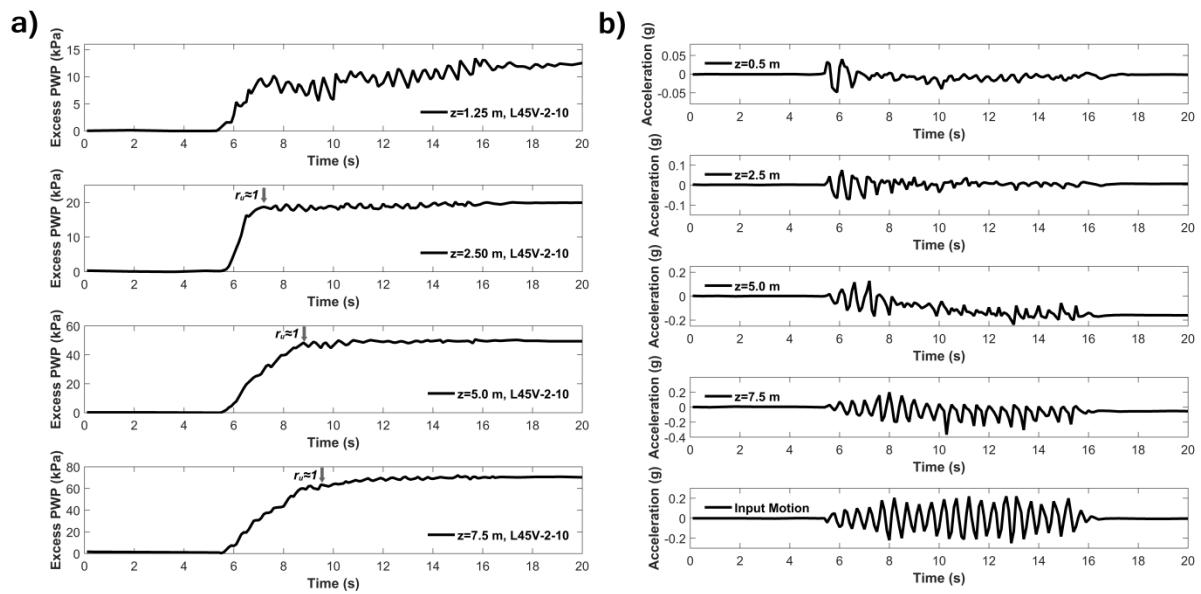 a)
Excess PWP (kPa)
15
10
5
0
z=1.25 m, L45V-2-10
0 2 4 6 8 10 12 14 16 18 20
Time (s)
Excess PWP (kPa)
20
10
0
rᵤ≈1
z=2.50 m, L45V-2-10
0 2 4 6 8 10 12 14 16 18 20
Time (s)
Excess PWP (kPa)
60
40
20
0
rᵤ≈1
z=5.0 m, L45V-2-10
0 2 4 6 8 10 12 14 16 18 20
Time (s)
Excess PWP (kPa)
80
60
40
20
0
rᵤ≈1
z=7.5 m, L45V-2-10
0 2 4 6 8 10 12 14 16 18 20
Time (s)
b)
Acceleration (g)
0.05
0
-0.05
z=0.5 m
0 2 4 6 8 10 12 14 16 18 20
Time (s)
Acceleration (g)
0.1
0
-0.1
z=2.5 m
0 2 4 6 8 10 12 14 16 18 20
Time (s)
Acceleration (g)
0.2
0
-0.2
z=5.0 m
0 2 4 6 8 10 12 14 16 18 20
Time (s)
Acceleration (g)
0.2
0
-0.2
-0.4
z=7.5 m
0 2 4 6 8 10 12 14 16 18 20
Time (s)
Acceleration (g)
0.2
0
-0.2
Input Motion
0 2 4 6 8 10 12 14 16 18 20
Time (s)